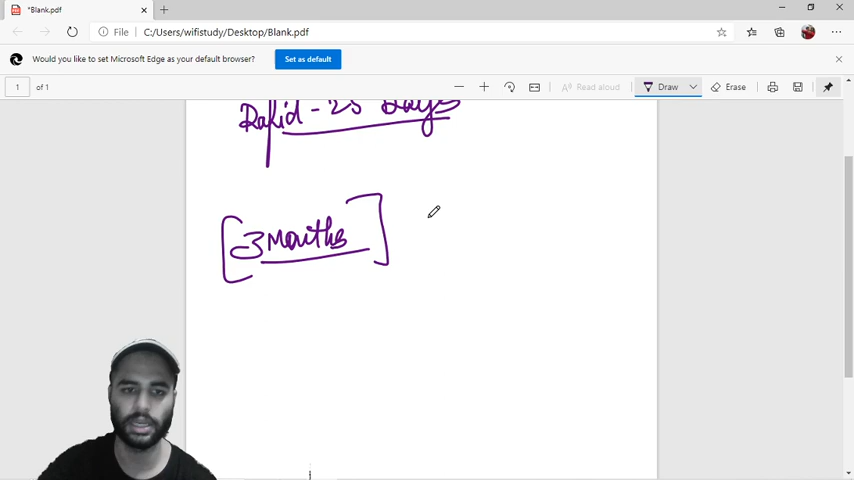 *Blank.pdf
File
C:/Users/wifistudy/Desktop/Blank.pdf
Would you like to set Microsoft Edge as your default browser?
Set as default
1 of 1
Read aloud
Draw
Erase
Rapid - 25 Days
[3 Months]